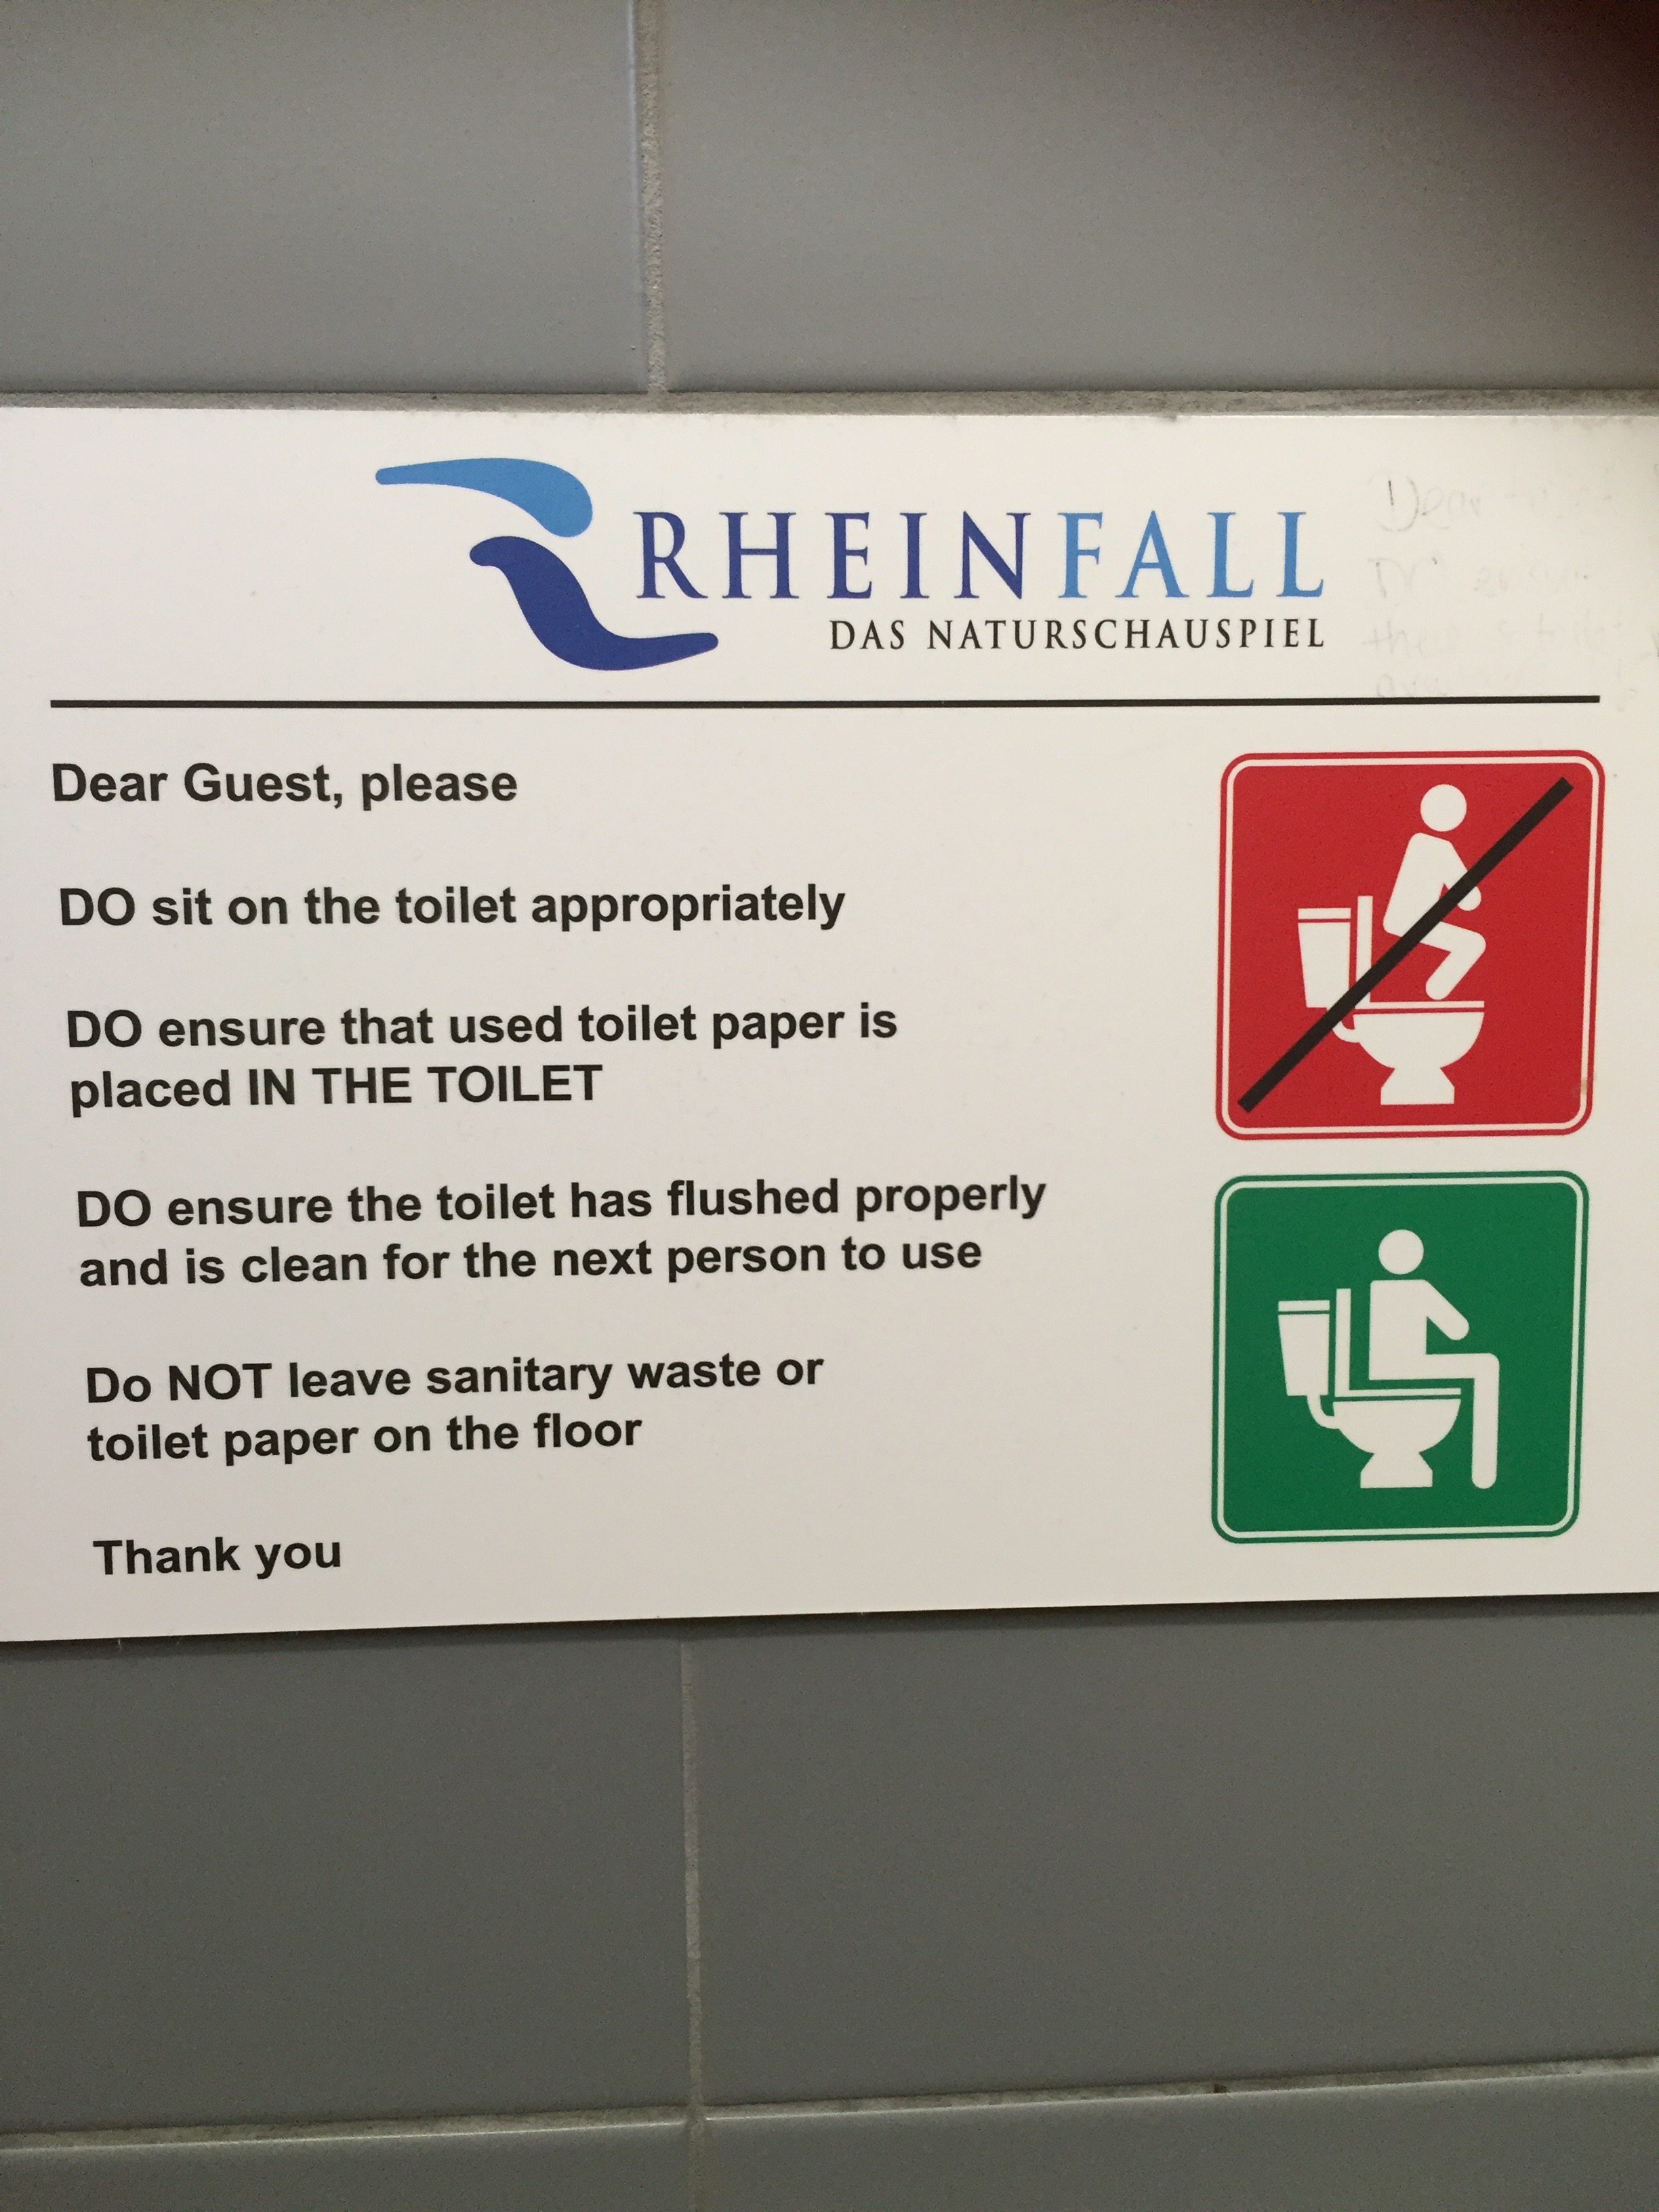 RHEINFALL
DAS NATURSCHAUSPIEL
Dear Guest, please
DO sit on the toilet appropriately
DO ensure that used toilet paper is
placed IN THE TOILET
DO ensure the toilet has flushed properly
and is clean for the next person to use
Do NOT leave sanitary waste or
toilet paper on the floor
Thank you